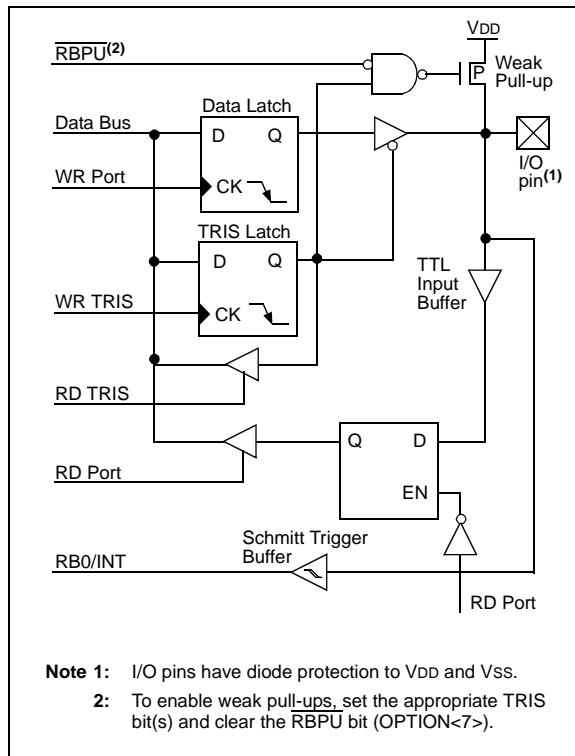 VDD
RBPU(2)
P
Weak
Pull-up
Data Latch
Data Bus
D
Q
I/O
pin(1)
WR Port
CK
TRIS Latch
D
Q
TTL
Input
Buffer
WR TRIS
CK
RD TRIS
Q
D
RD Port
EN
Schmitt Trigger
Buffer
RB0/INT
RD Port
Note 1: I/O pins have diode protection to VDD and VSS.
2: To enable weak pull-ups, set the appropriate TRIS
bit(s) and clear the RBPU bit (OPTION<7>).